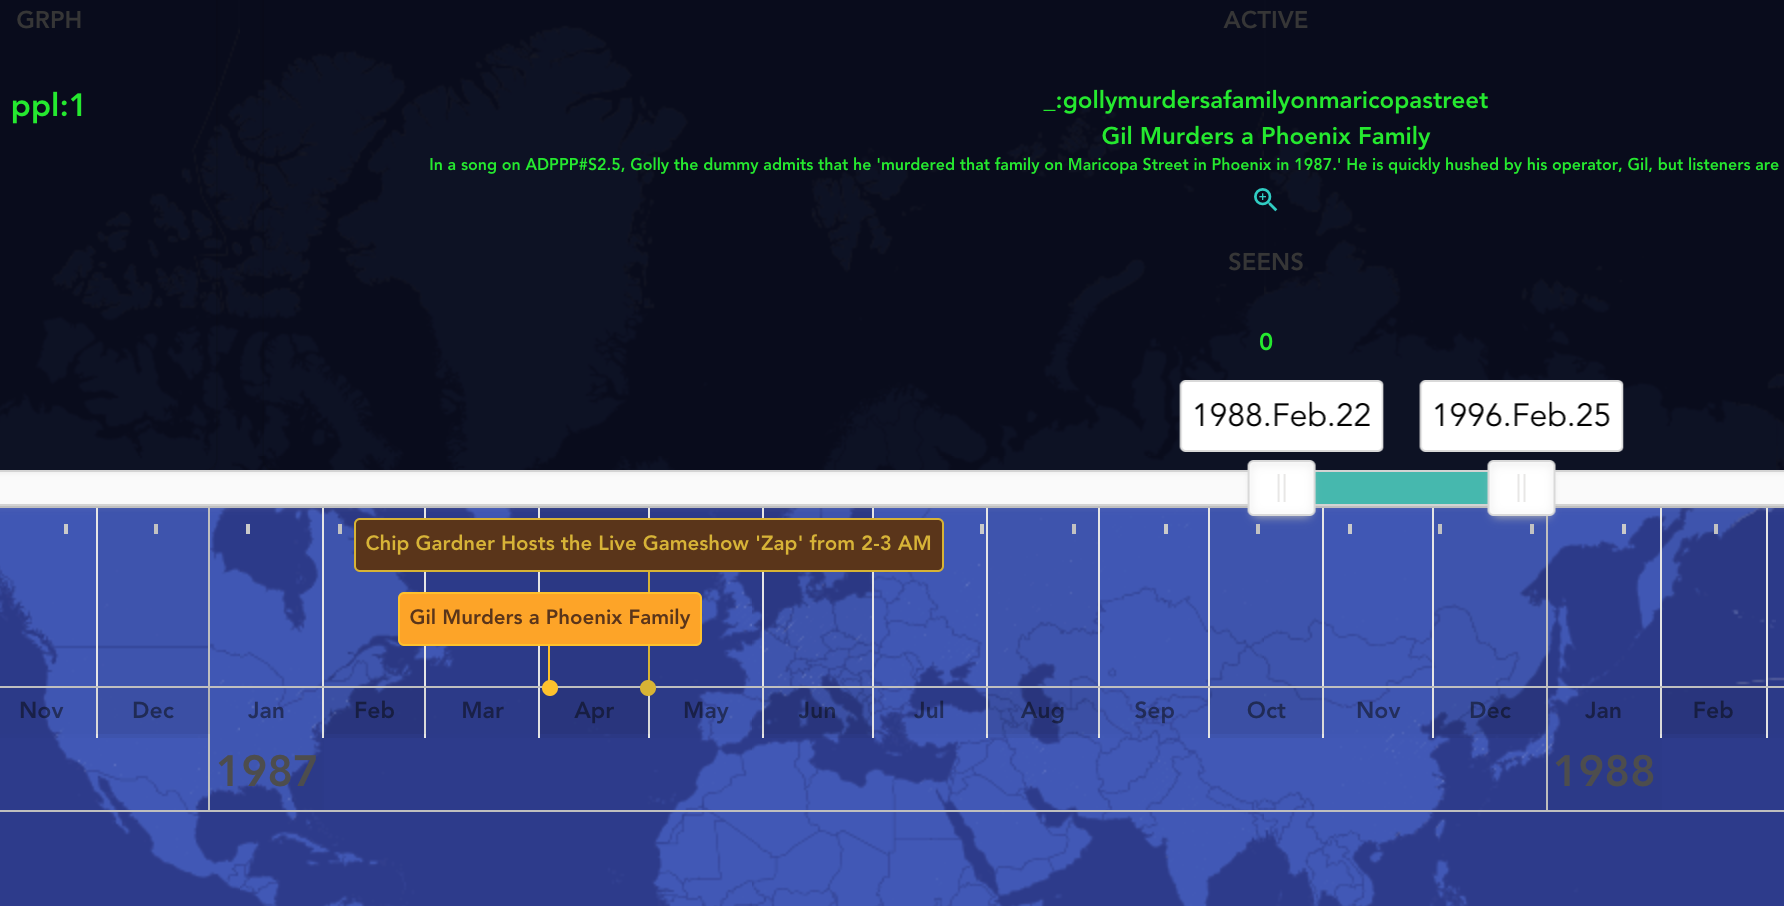 GRPH
ACTIVE
ppl:1
_:gollymurdersafamilyonmaricopastreet
Gil Murders a Phoenix Family
In a song on ADPPP#S2.5, Golly the dummy admits that he 'murdered that family on Maricopa Street in Phoenix in 1987.' He is quickly hushed by his operator, Gil, but listeners are
SEENS
0
1988.Feb.22
1996.Feb.25
Chip Gardner Hosts the Live Gameshow 'Zap' from 2-3 AM
Gil Murders a Phoenix Family
Nov Dec Jan Feb Mar Apr May Jun Jul Aug Sep Oct Nov Dec Jan Feb
1987 1988